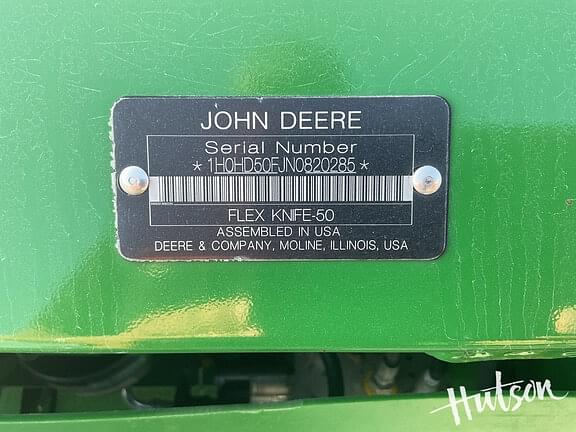 JOHN DEERE
Serial Number
*1H0HD50FJN0820285*
FLEX KNIFE-50
ASSEMBLED IN USA
DEERE & COMPANY, MOLINE, ILLINOIS, USA
Hutson